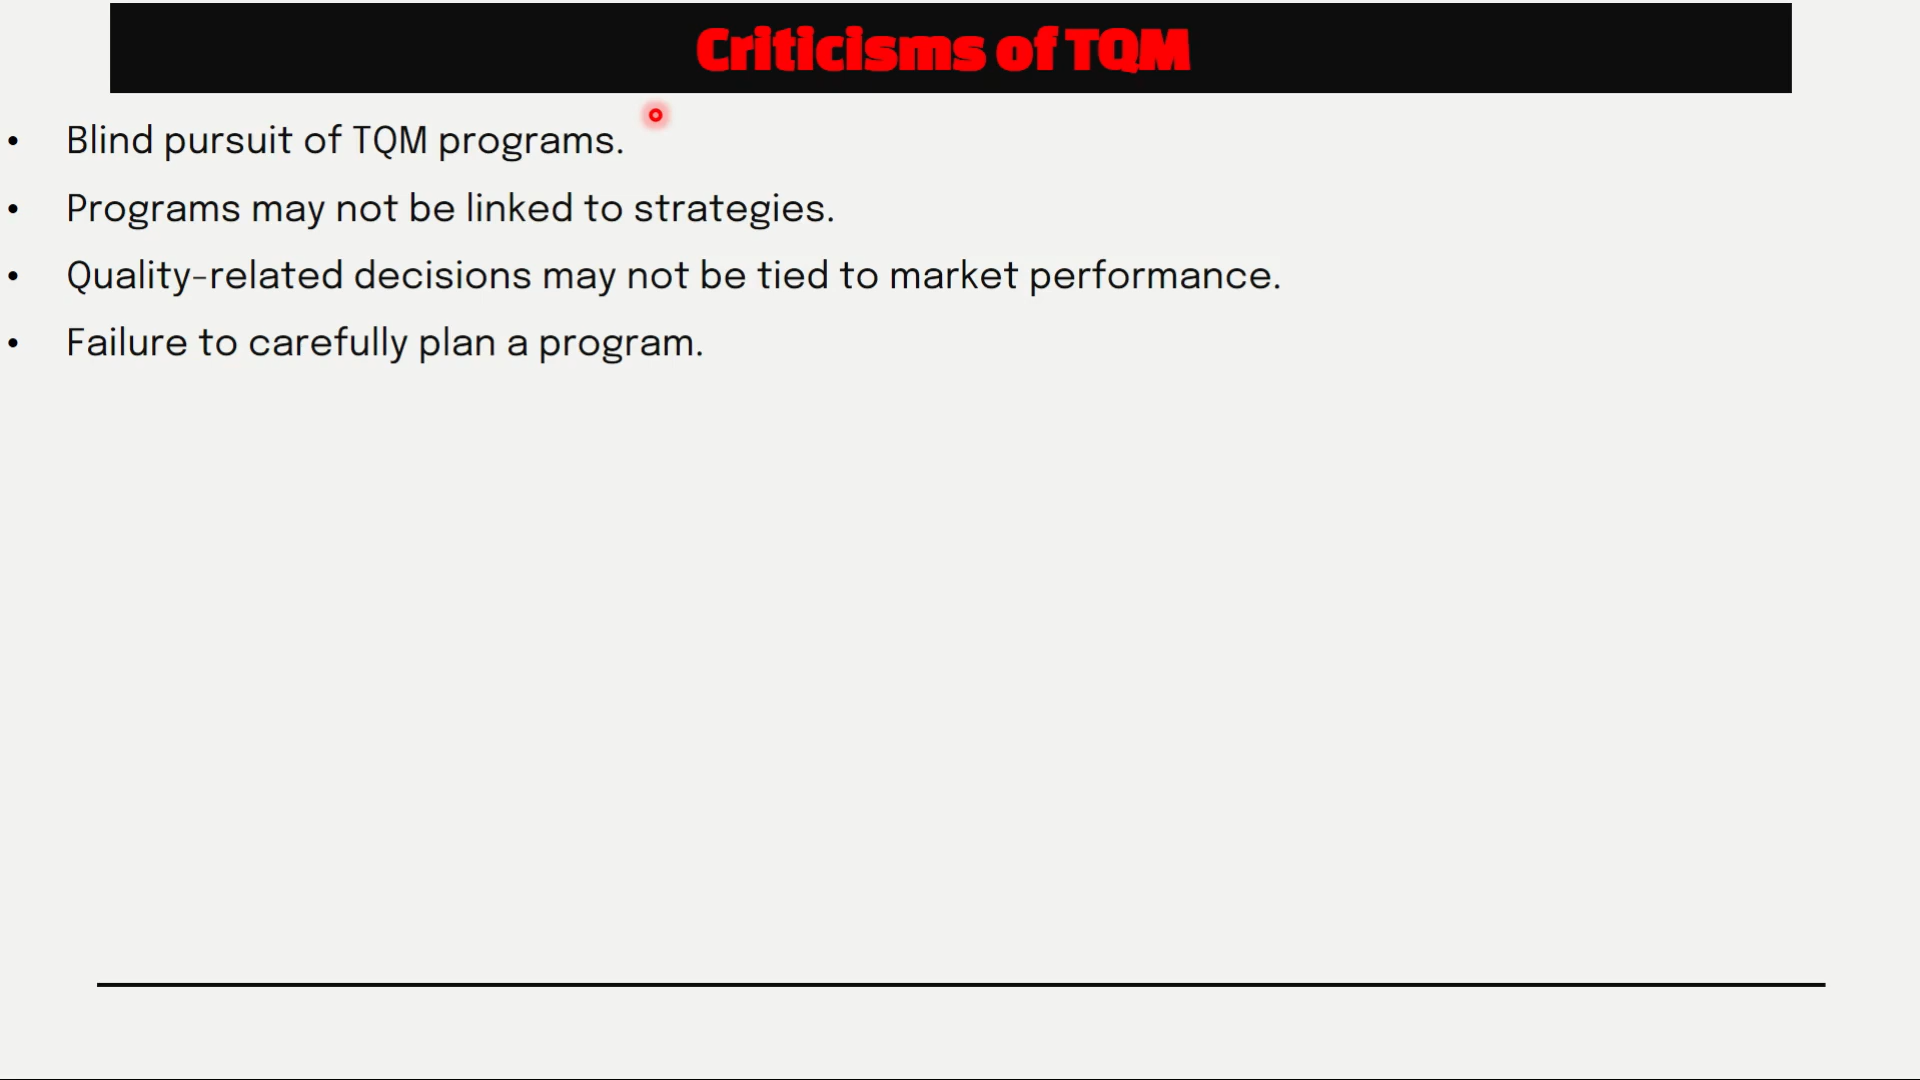 Criticisms of TQM
• Blind pursuit of TQM programs.
• Programs may not be linked to strategies.
• Quality-related decisions may not be tied to market performance.
• Failure to carefully plan a program.